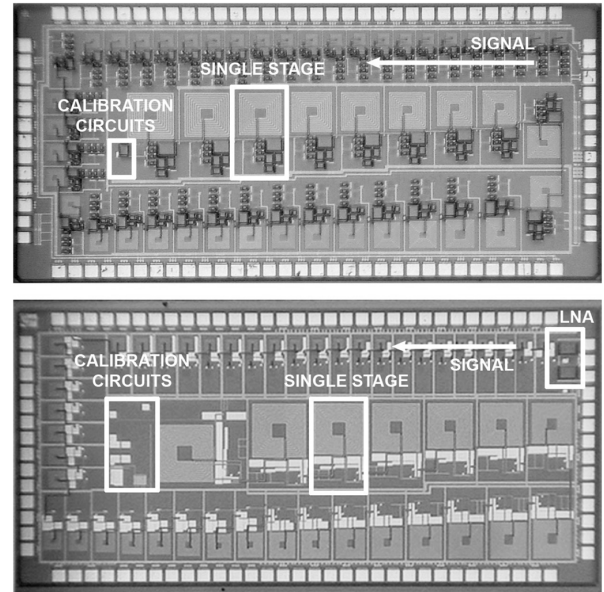 SIGNAL
SINGLE STAGE
CALIBRATION
CIRCUITS
LNA
CALIBRATION
CIRCUITS
SINGLE STAGE
SIGNAL